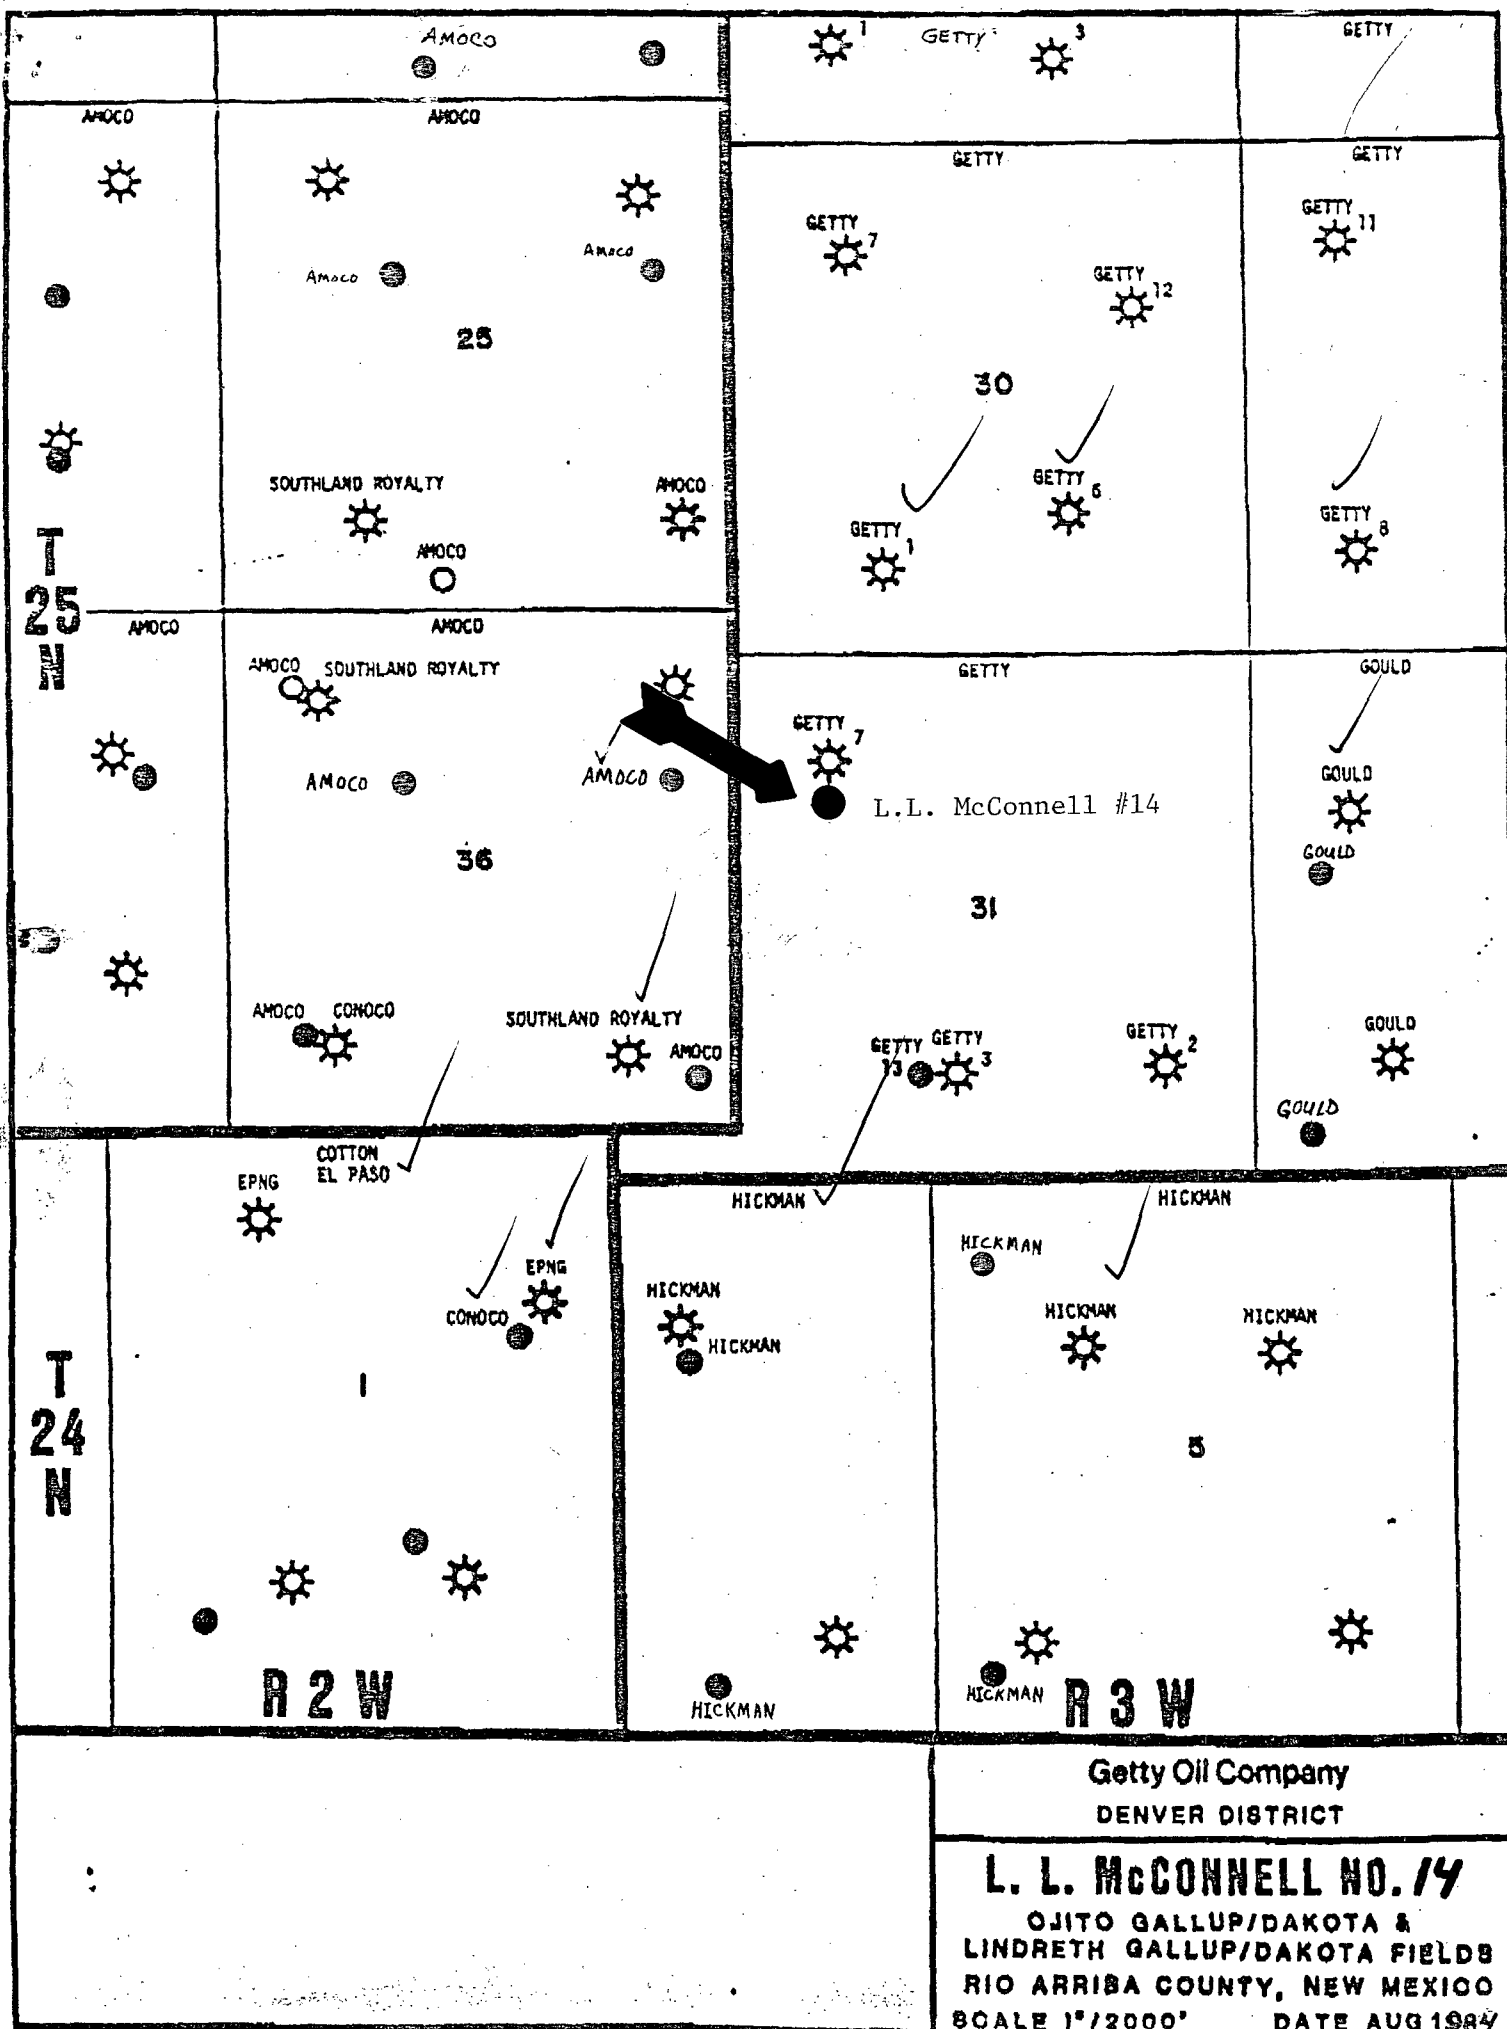 AMOCO
1
GETTY
3
GETTY
AMOCO
AMOCO
GETTY
GETTY
GETTY 7
GETTY 11
AMOCO
AMOCO
GETTY 12
25
30
SOUTHLAND ROYALTY
AMOCO
GETTY 6
GETTY 1
GETTY 8
AMOCO
T
25
N
AMOCO
AMOCO
AMOCO
SOUTHLAND ROYALTY
GETTY
GOULD
GETTY 7
AMOCO
AMOCO
GOULD
L.L. McConnell #14
36
GOULD
31
AMOCO
CONOCO
SOUTHLAND ROYALTY
AMOCO
GETTY
13
GETTY
3
GETTY 2
GOULD
GOULD
COTTON
EL PASO
EPNG
HICKMAN
HICKMAN
HICKMAN
EPNG
CONOCO
HICKMAN
HICKMAN
HICKMAN
HICKMAN
T
24
N
1
5
R 2 W
HICKMAN
HICKMAN
R 3 W
Getty Oil Company
DENVER DISTRICT
L. L. McCONNELL NO. 14
OJITO GALLUP/DAKOTA &
LINDRETH GALLUP/DAKOTA FIELDS
RIO ARRIBA COUNTY, NEW MEXICO
SCALE 1"/2000' DATE AUG 1984